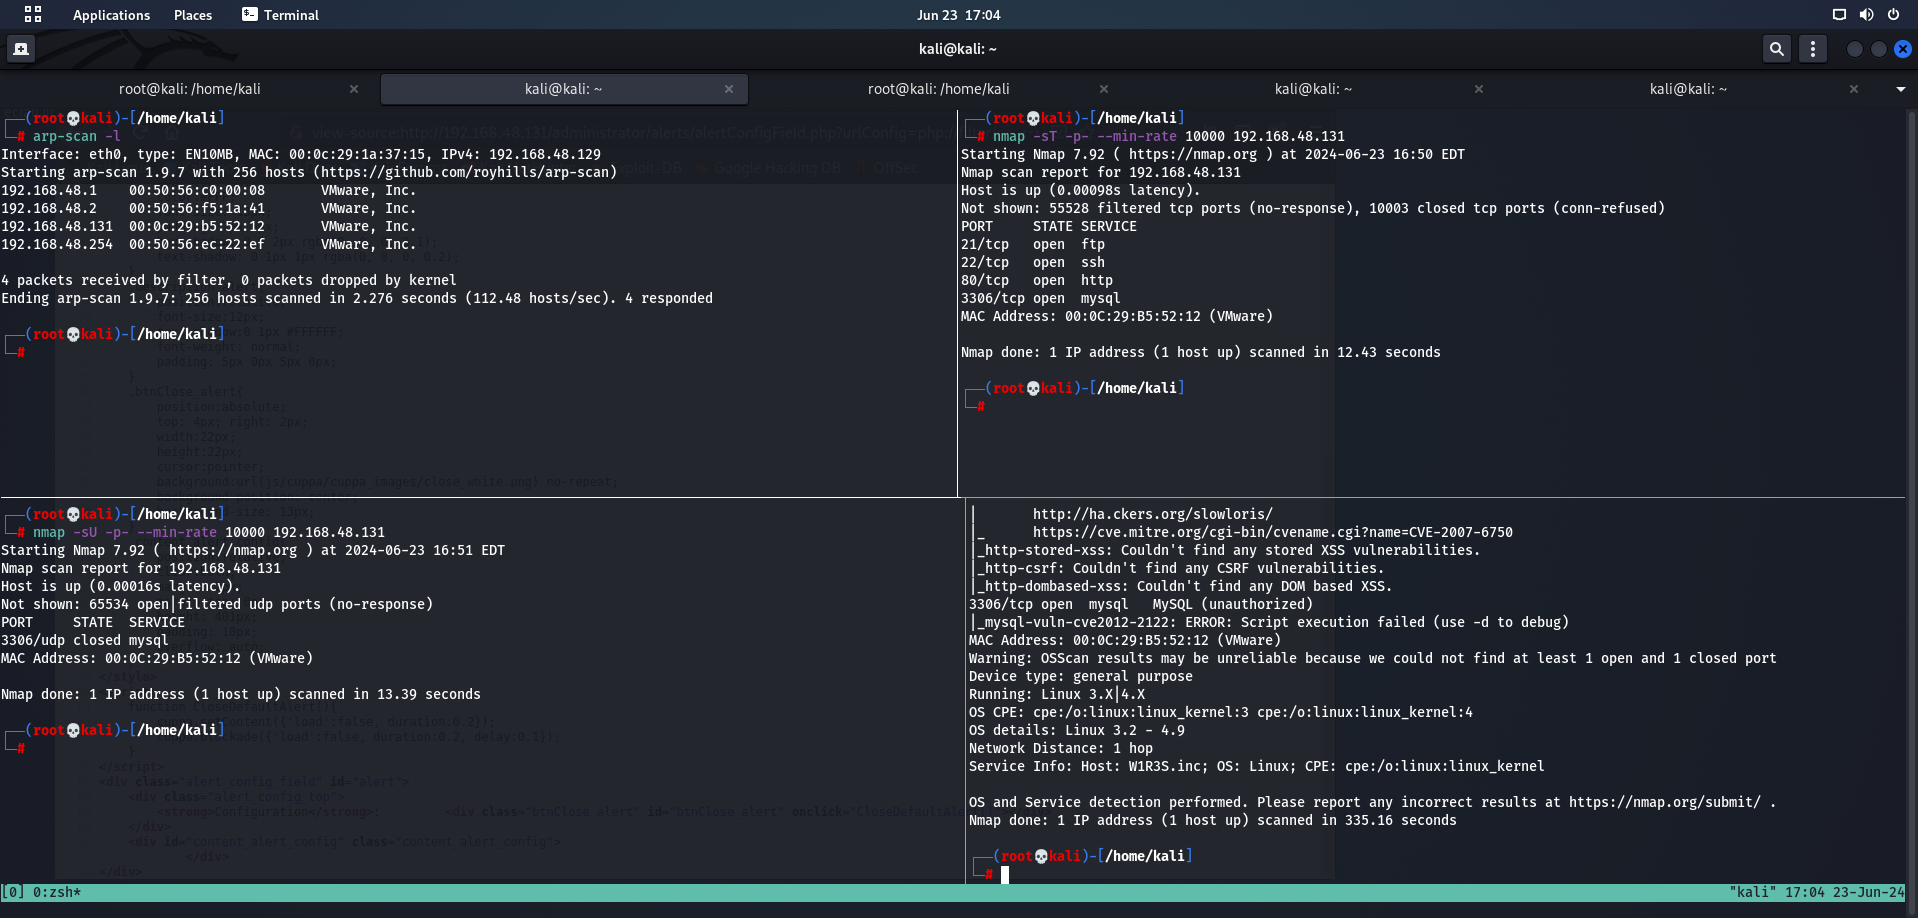 Applications Places Terminal
Jun 23 17:04
kali@kali: ~
root@kali: /home/kali
kali@kali: ~
root@kali: /home/kali
kali@kali: ~
kali@kali: ~
(root💀kali)-[/home/kali]
# arp-scan -l
Interface: eth0, type: EN10MB, MAC: 00:0c:29:1a:37:15, IPv4: 192.168.48.129
Starting arp-scan 1.9.7 with 256 hosts (https://github.com/royhills/arp-scan)
192.168.48.1 00:50:56:c0:00:08 VMware, Inc.
192.168.48.2 00:50:56:f5:1a:41 VMware, Inc.
192.168.48.131 00:0c:29:b5:52:12 VMware, Inc.
192.168.48.254 00:50:56:ec:22:ef VMware, Inc.
4 packets received by filter, 0 packets dropped by kernel
Ending arp-scan 1.9.7: 256 hosts scanned in 2.276 seconds (112.48 hosts/sec). 4 responded
(root💀kali)-[/home/kali]
#
(root💀kali)-[/home/kali]
# nmap -sT -p- --min-rate 10000 192.168.48.131
Starting Nmap 7.92 ( https://nmap.org ) at 2024-06-23 16:50 EDT
Nmap scan report for 192.168.48.131
Host is up (0.00098s latency).
Not shown: 55528 filtered tcp ports (no-response), 10003 closed tcp ports (conn-refused)
PORT STATE SERVICE
21/tcp open ftp
22/tcp open ssh
80/tcp open http
3306/tcp open mysql
MAC Address: 00:0C:29:B5:52:12 (VMware)
Nmap done: 1 IP address (1 host up) scanned in 12.43 seconds
(root💀kali)-[/home/kali]
#
(root💀kali)-[/home/kali]
# nmap -sU -p- --min-rate 10000 192.168.48.131
Starting Nmap 7.92 ( https://nmap.org ) at 2024-06-23 16:51 EDT
Nmap scan report for 192.168.48.131
Host is up (0.00016s latency).
Not shown: 65534 open|filtered udp ports (no-response)
PORT STATE SERVICE
3306/udp closed mysql
MAC Address: 00:0C:29:B5:52:12 (VMware)
Nmap done: 1 IP address (1 host up) scanned in 13.39 seconds
(root💀kali)-[/home/kali]
#
| http://ha.ckers.org/slowloris/
|_ https://cve.mitre.org/cgi-bin/cvename.cgi?name=CVE-2007-6750
|_http-stored-xss: Couldn't find any stored XSS vulnerabilities.
|_http-csrf: Couldn't find any CSRF vulnerabilities.
|_http-dombased-xss: Couldn't find any DOM based XSS.
3306/tcp open mysql MySQL (unauthorized)
|_mysql-vuln-cve2012-2122: ERROR: Script execution failed (use -d to debug)
MAC Address: 00:0C:29:B5:52:12 (VMware)
Warning: OSScan results may be unreliable because we could not find at least 1 open and 1 closed port
Device type: general purpose
Running: Linux 3.X|4.X
OS CPE: cpe:/o:linux:linux_kernel:3 cpe:/o:linux:linux_kernel:4
OS details: Linux 3.2 - 4.9
Network Distance: 1 hop
Service Info: Host: W1R3S.inc; OS: Linux; CPE: cpe:/o:linux:linux_kernel
OS and Service detection performed. Please report any incorrect results at https://nmap.org/submit/ .
Nmap done: 1 IP address (1 host up) scanned in 335.16 seconds
(root💀kali)-[/home/kali]
#
[0] 0:zsh*
"kali" 17:04 23-Jun-24